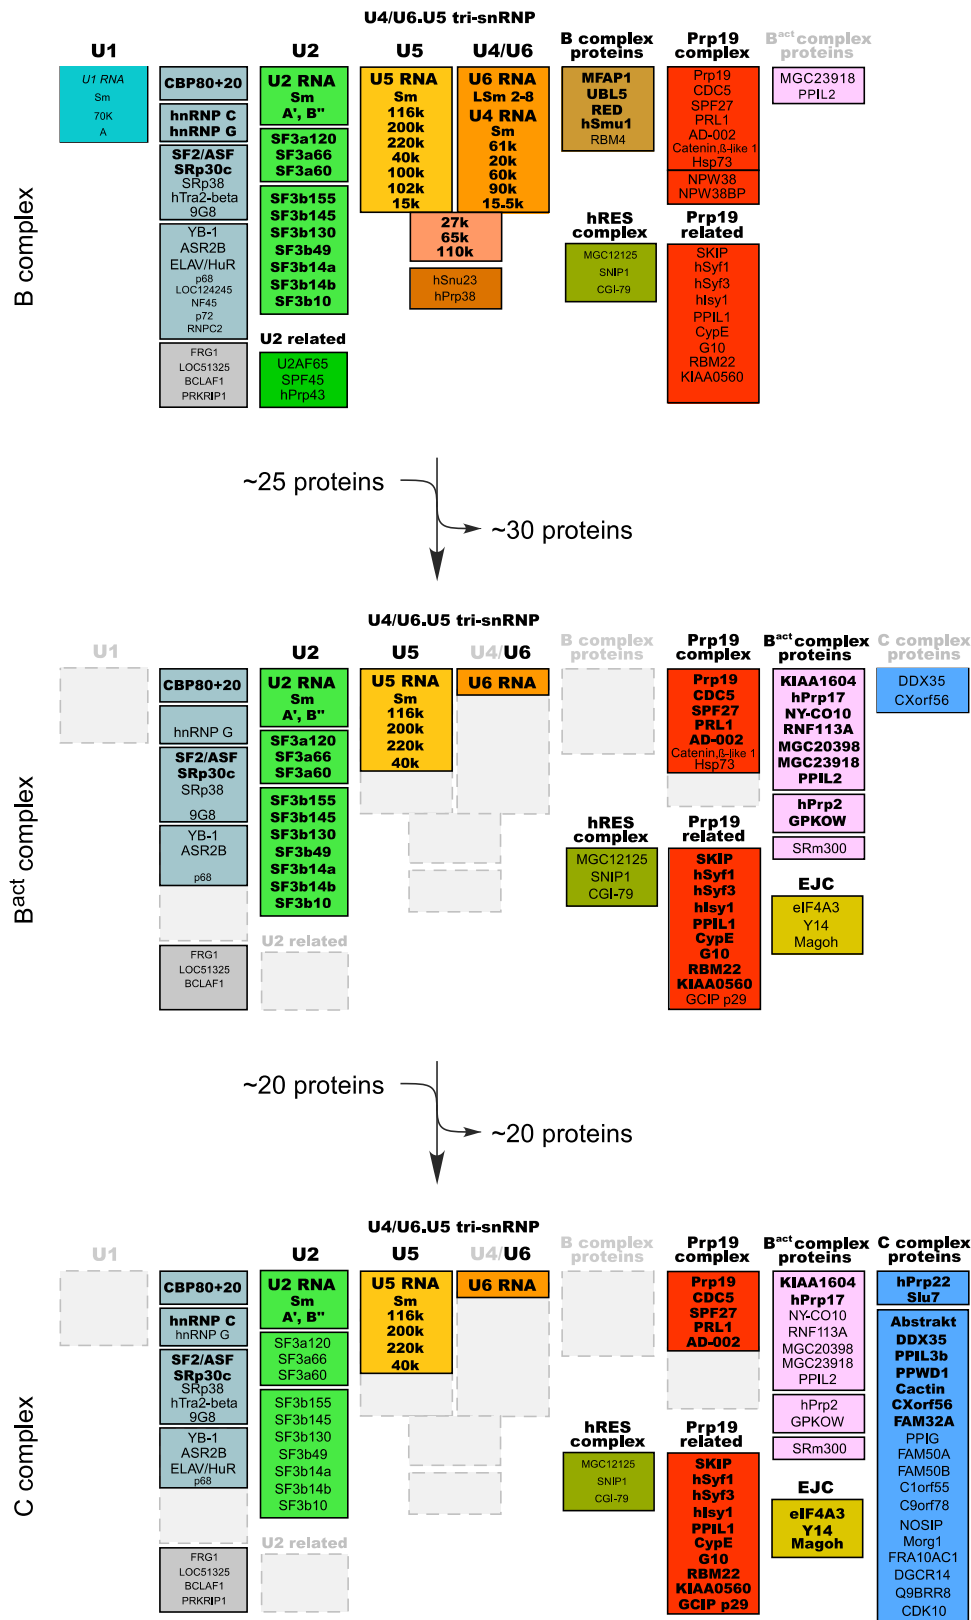 U4/U6.U5 tri-snRNP
U1
U2
U5
U4/U6
B complex
proteins
Prp19
complex
Bact complex
proteins
B complex
U1 RNA
Sm
70K
A
CBP80+20
hnRNP C
hnRNP G
SF2/ASF
SRp30c
SRp38
hTra2-beta
9G8
YB-1
ASR2B
ELAV/HuR
p68
LOC124245
NF45
p72
RNPC2
FRG1
LOC51325
BCLAF1
PRKRIP1
U2 RNA
Sm
A', B"
SF3a120
SF3a66
SF3a60
SF3b155
SF3b145
SF3b130
SF3b49
SF3b14a
SF3b14b
SF3b10
U2 related
U2AF65
SPF45
hPrp43
U5 RNA
Sm
116k
200k
220k
40k
100k
102k
15k
U6 RNA
LSm 2-8
U4 RNA
Sm
61k
20k
60k
90k
15.5k
27k
65k
110k
hSnu23
hPrp38
MFAP1
UBL5
RED
hSmu1
RBM4
hRES
complex
MGC12125
SNIP1
CGI-79
Prp19
CDC5
SPF27
PRL1
AD-002
Catenin,ß-like 1
Hsp73
NPW38
NPW38BP
Prp19
related
SKIP
hSyf1
hSyf3
hIsy1
PPIL1
CypE
G10
RBM22
KIAA0560
MGC23918
PPIL2
~25 proteins
~30 proteins
U4/U6.U5 tri-snRNP
U1
U2
U5
U4/U6
B complex
proteins
Prp19
complex
Bact complex
proteins
C complex
proteins
Bact complex
CBP80+20
hnRNP G
SF2/ASF
SRp30c
SRp38
9G8
YB-1
ASR2B
p68
FRG1
LOC51325
BCLAF1
U2 RNA
Sm
A', B"
SF3a120
SF3a66
SF3a60
SF3b155
SF3b145
SF3b130
SF3b49
SF3b14a
SF3b14b
SF3b10
U2 related
U5 RNA
Sm
116k
200k
220k
40k
U6 RNA
hRES
complex
MGC12125
SNIP1
CGI-79
Prp19
CDC5
SPF27
PRL1
AD-002
Catenin,ß-like 1
Hsp73
Prp19
related
SKIP
hSyf1
hSyf3
hIsy1
PPIL1
CypE
G10
RBM22
KIAA0560
GCIP p29
KIAA1604
hPrp17
NY-CO10
RNF113A
MGC20398
MGC23918
PPIL2
hPrp2
GPKOW
SRm300
EJC
eIF4A3
Y14
Magoh
DDX35
CXorf56
~20 proteins
~20 proteins
U4/U6.U5 tri-snRNP
U1
U2
U5
U4/U6
B complex
proteins
Prp19
complex
Bact complex
proteins
C complex
proteins
C complex
CBP80+20
hnRNP C
hnRNP G
SF2/ASF
SRp30c
SRp38
hTra2-beta
9G8
YB-1
ASR2B
ELAV/HuR
p68
FRG1
LOC51325
BCLAF1
PRKRIP1
U2 RNA
Sm
A', B"
SF3a120
SF3a66
SF3a60
SF3b155
SF3b145
SF3b130
SF3b49
SF3b14a
SF3b14b
SF3b10
U2 related
U5 RNA
Sm
116k
200k
220k
40k
U6 RNA
hRES
complex
MGC12125
SNIP1
CGI-79
Prp19
CDC5
SPF27
PRL1
AD-002
Prp19
related
SKIP
hSyf1
hSyf3
hIsy1
PPIL1
CypE
G10
RBM22
KIAA0560
GCIP p29
KIAA1604
hPrp17
NY-CO10
RNF113A
MGC20398
MGC23918
PPIL2
hPrp2
GPKOW
SRm300
EJC
eIF4A3
Y14
Magoh
hPrp22
Slu7
Abstrakt
DDX35
PPIL3b
PPWD1
Cactin
CXorf56
FAM32A
PPIG
FAM50A
FAM50B
C1orf55
C9orf78
NOSIP
Morg1
FRA10AC1
DGCR14
Q9BRR8
CDK10